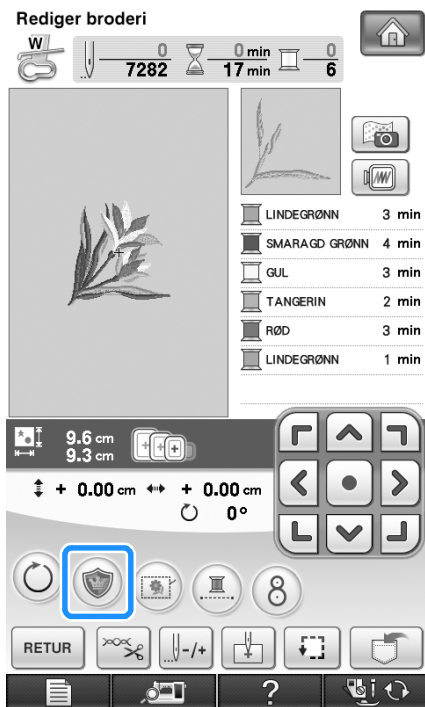 Rediger broderi
W
0
7282
0 min
17 min
0
6
LINDEGRØNN 3 min
SMARAGD GRØNN 4 min
GUL 3 min
TANGERIN 2 min
RØD 3 min
LINDEGRØNN 1 min
9.6 cm
9.3 cm
+ 0.00 cm + 0.00 cm
0°
8
RETUR
-/+
?